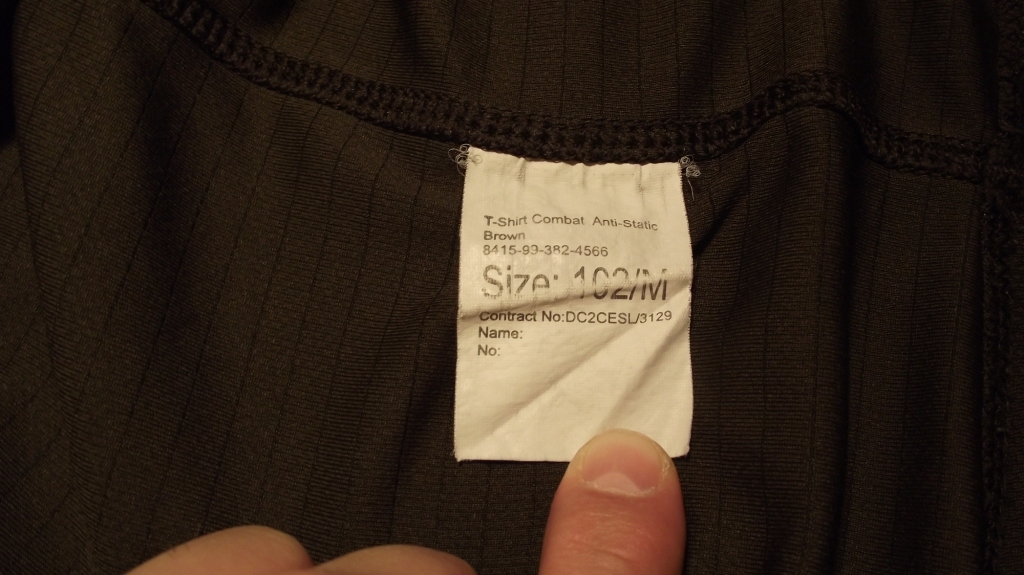 T-Shirt Combat Anti-Static
Brown
8415-99-382-4566
Size: 102/M
Contract No:DC2CESL/3129
Name:
No: